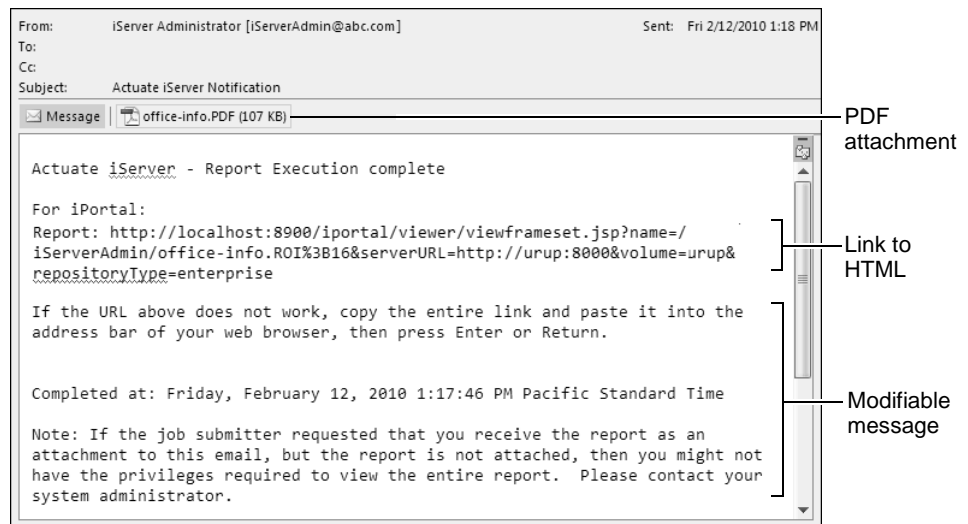 From: iServer Administrator [iServerAdmin@abc.com] Sent: Fri 2/12/2010 1:18 PM
To:
Cc:
Subject: Actuate iServer Notification
Message office-info.PDF (107 KB)
PDF
attachment
Actuate iServer - Report Execution complete
For iPortal:
Report: http://localhost:8900/iportal/viewer/viewframeset.jsp?name=/
iServerAdmin/office-info.ROI%3B16&serverURL=http://urup:8000&volume=urup&
repositoryType=enterprise
Link to
HTML
If the URL above does not work, copy the entire link and paste it into the
address bar of your web browser, then press Enter or Return.
Completed at: Friday, February 12, 2010 1:17:46 PM Pacific Standard Time
Note: If the job submitter requested that you receive the report as an
attachment to this email, but the report is not attached, then you might not
have the privileges required to view the entire report.  Please contact your
system administrator.
Modifiable
message